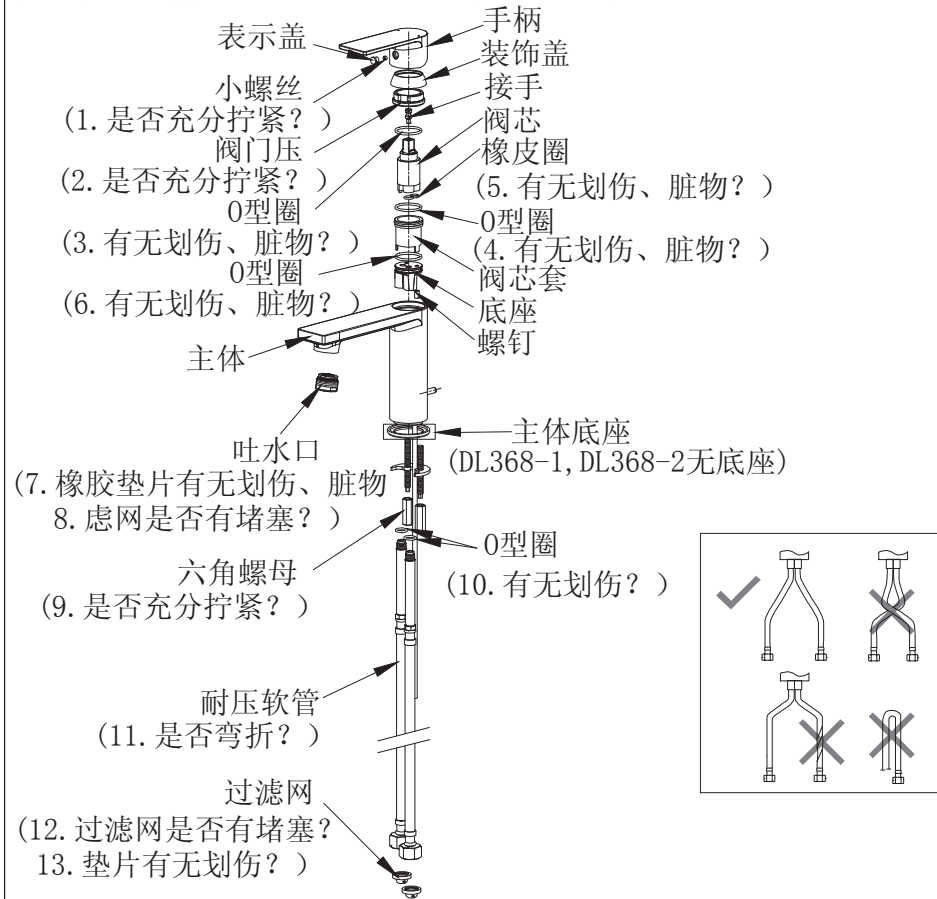 手柄
表示盖
装饰盖
小螺丝
接手
(1. 是否充分拧紧？)
阀芯
阀门压
橡皮圈
(2. 是否充分拧紧？)
(5. 有无划伤、脏物？)
O型圈
O型圈
(3. 有无划伤、脏物？)
(4. 有无划伤、脏物？)
O型圈
阀芯套
(6. 有无划伤、脏物？)
底座
螺钉
主体
吐水口
主体底座
(DL368-1, DL368-2无底座)
(7. 橡胶垫片有无划伤、脏物
8. 虑网是否有堵塞？)
O型圈
六角螺母
(10. 有无划伤？)
(9. 是否充分拧紧？)
耐压软管
(11. 是否弯折？)
过滤网
(12. 过滤网是否有堵塞？
13. 垫片有无划伤？)